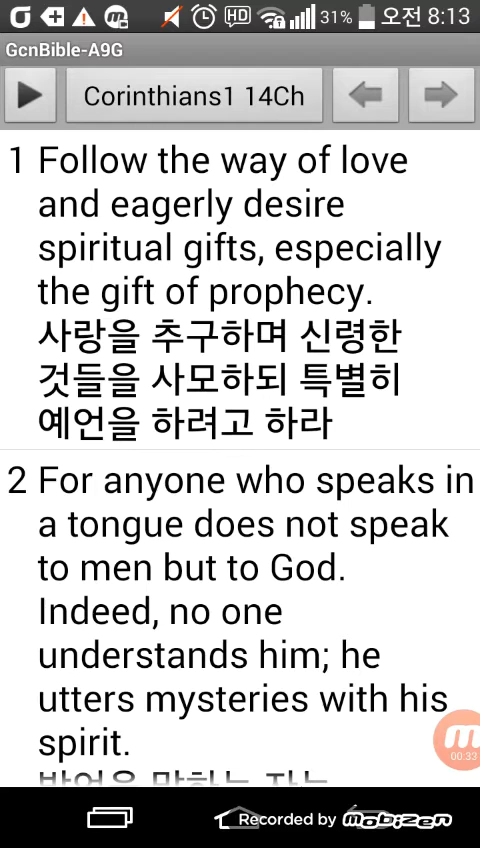 HD 31% 오전 8:13
GcnBible-A9G
Corinthians1 14Ch
1 Follow the way of love
and eagerly desire
spiritual gifts, especially
the gift of prophecy.
사랑을 추구하며 신령한
것들을 사모하되 특별히
예언을 하려고 하라
2 For anyone who speaks in
a tongue does not speak
to men but to God.
Indeed, no one
understands him; he
utters mysteries with his
spirit.
00:33
Recorded by mobizen